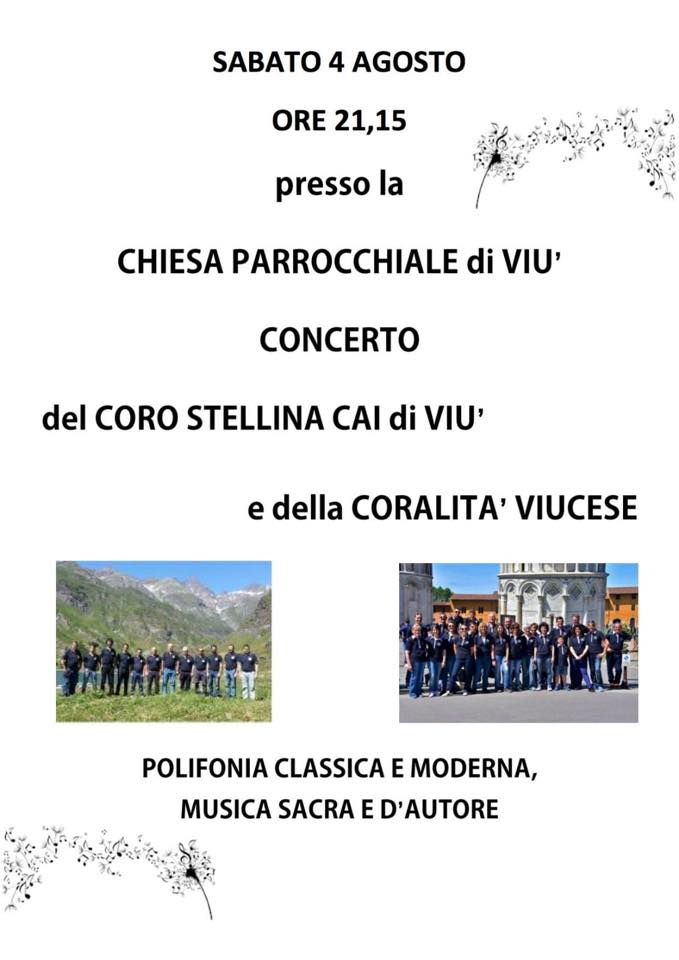 SABATO 4 AGOSTO
ORE 21,15
presso la
CHIESA PARROCCHIALE di VIU’
CONCERTO
del CORO STELLINA CAI di VIU’
e della CORALITA’ VIUCESE
POLIFONIA CLASSICA E MODERNA,
MUSICA SACRA E D’AUTORE